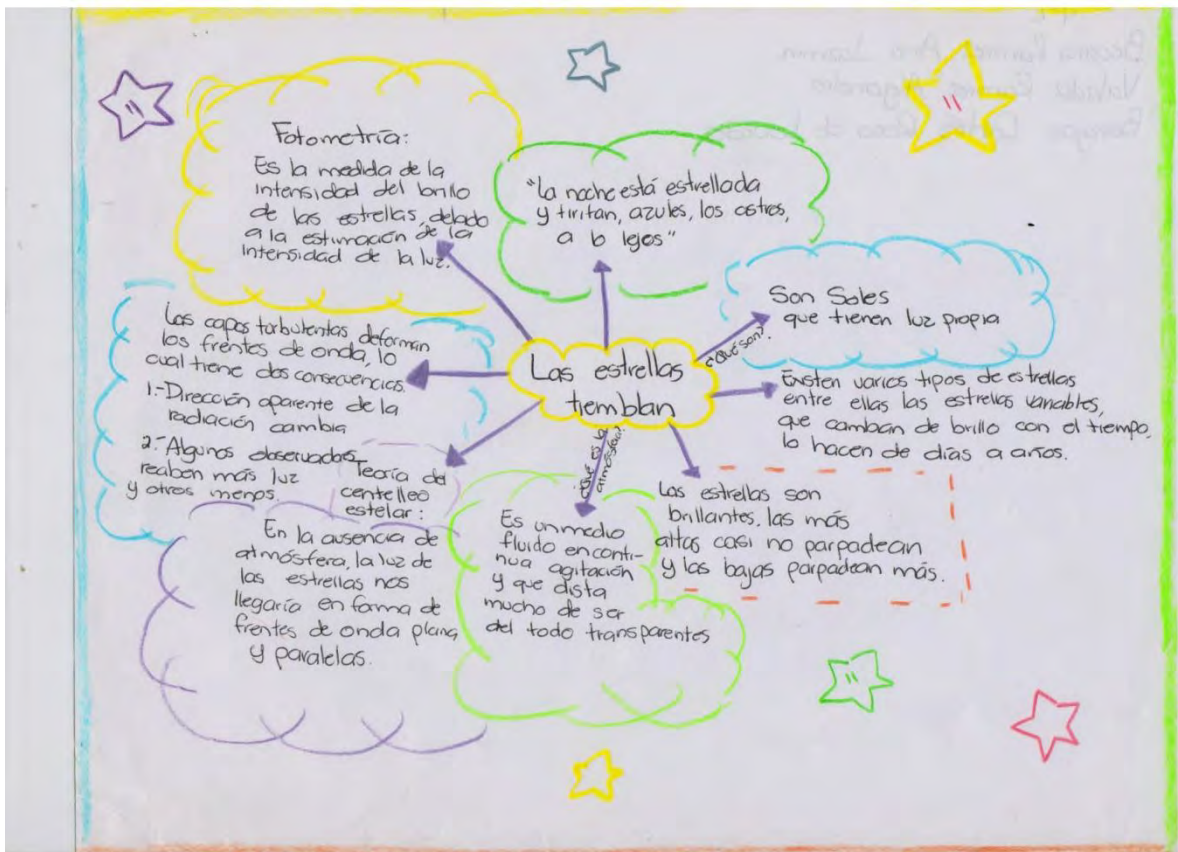 Las estrellas
tiemblan
Fotometría:
Es la medida de la
intensidad del brillo
de las estrellas, delado
a la estimación de la
intensidad de la luz.
"La noche está estrellada
y tiritan, azules, los astros,
a lo lejos"
¿Qué son?
Son Soles
que tienen luz propia
Existen varios tipos de estrellas
entre ellas las estrellas variables,
que cambian de brillo con el tiempo,
lo hacen de días a años.
Las estrellas son
brillantes, las más
altas casi no parpadean
y las bajas parpadean más.
¿Qué es la
atmósfera?
Es un medio
fluido en conti-
nua agitación
y que dista
mucho de ser
del todo transparentes
Teoría del
centelleo
estelar:
En la ausencia de
atmósfera, la luz de
las estrellas nos
llegaría en forma de
frentes de onda plana
y paralelas.
Las capas turbulentas deforman
los frentes de onda, lo
cual tiene dos consecuencias.
1.- Dirección aparente de la
radiación cambia
2.- Algunos observadores
reciben más luz
y otros menos.